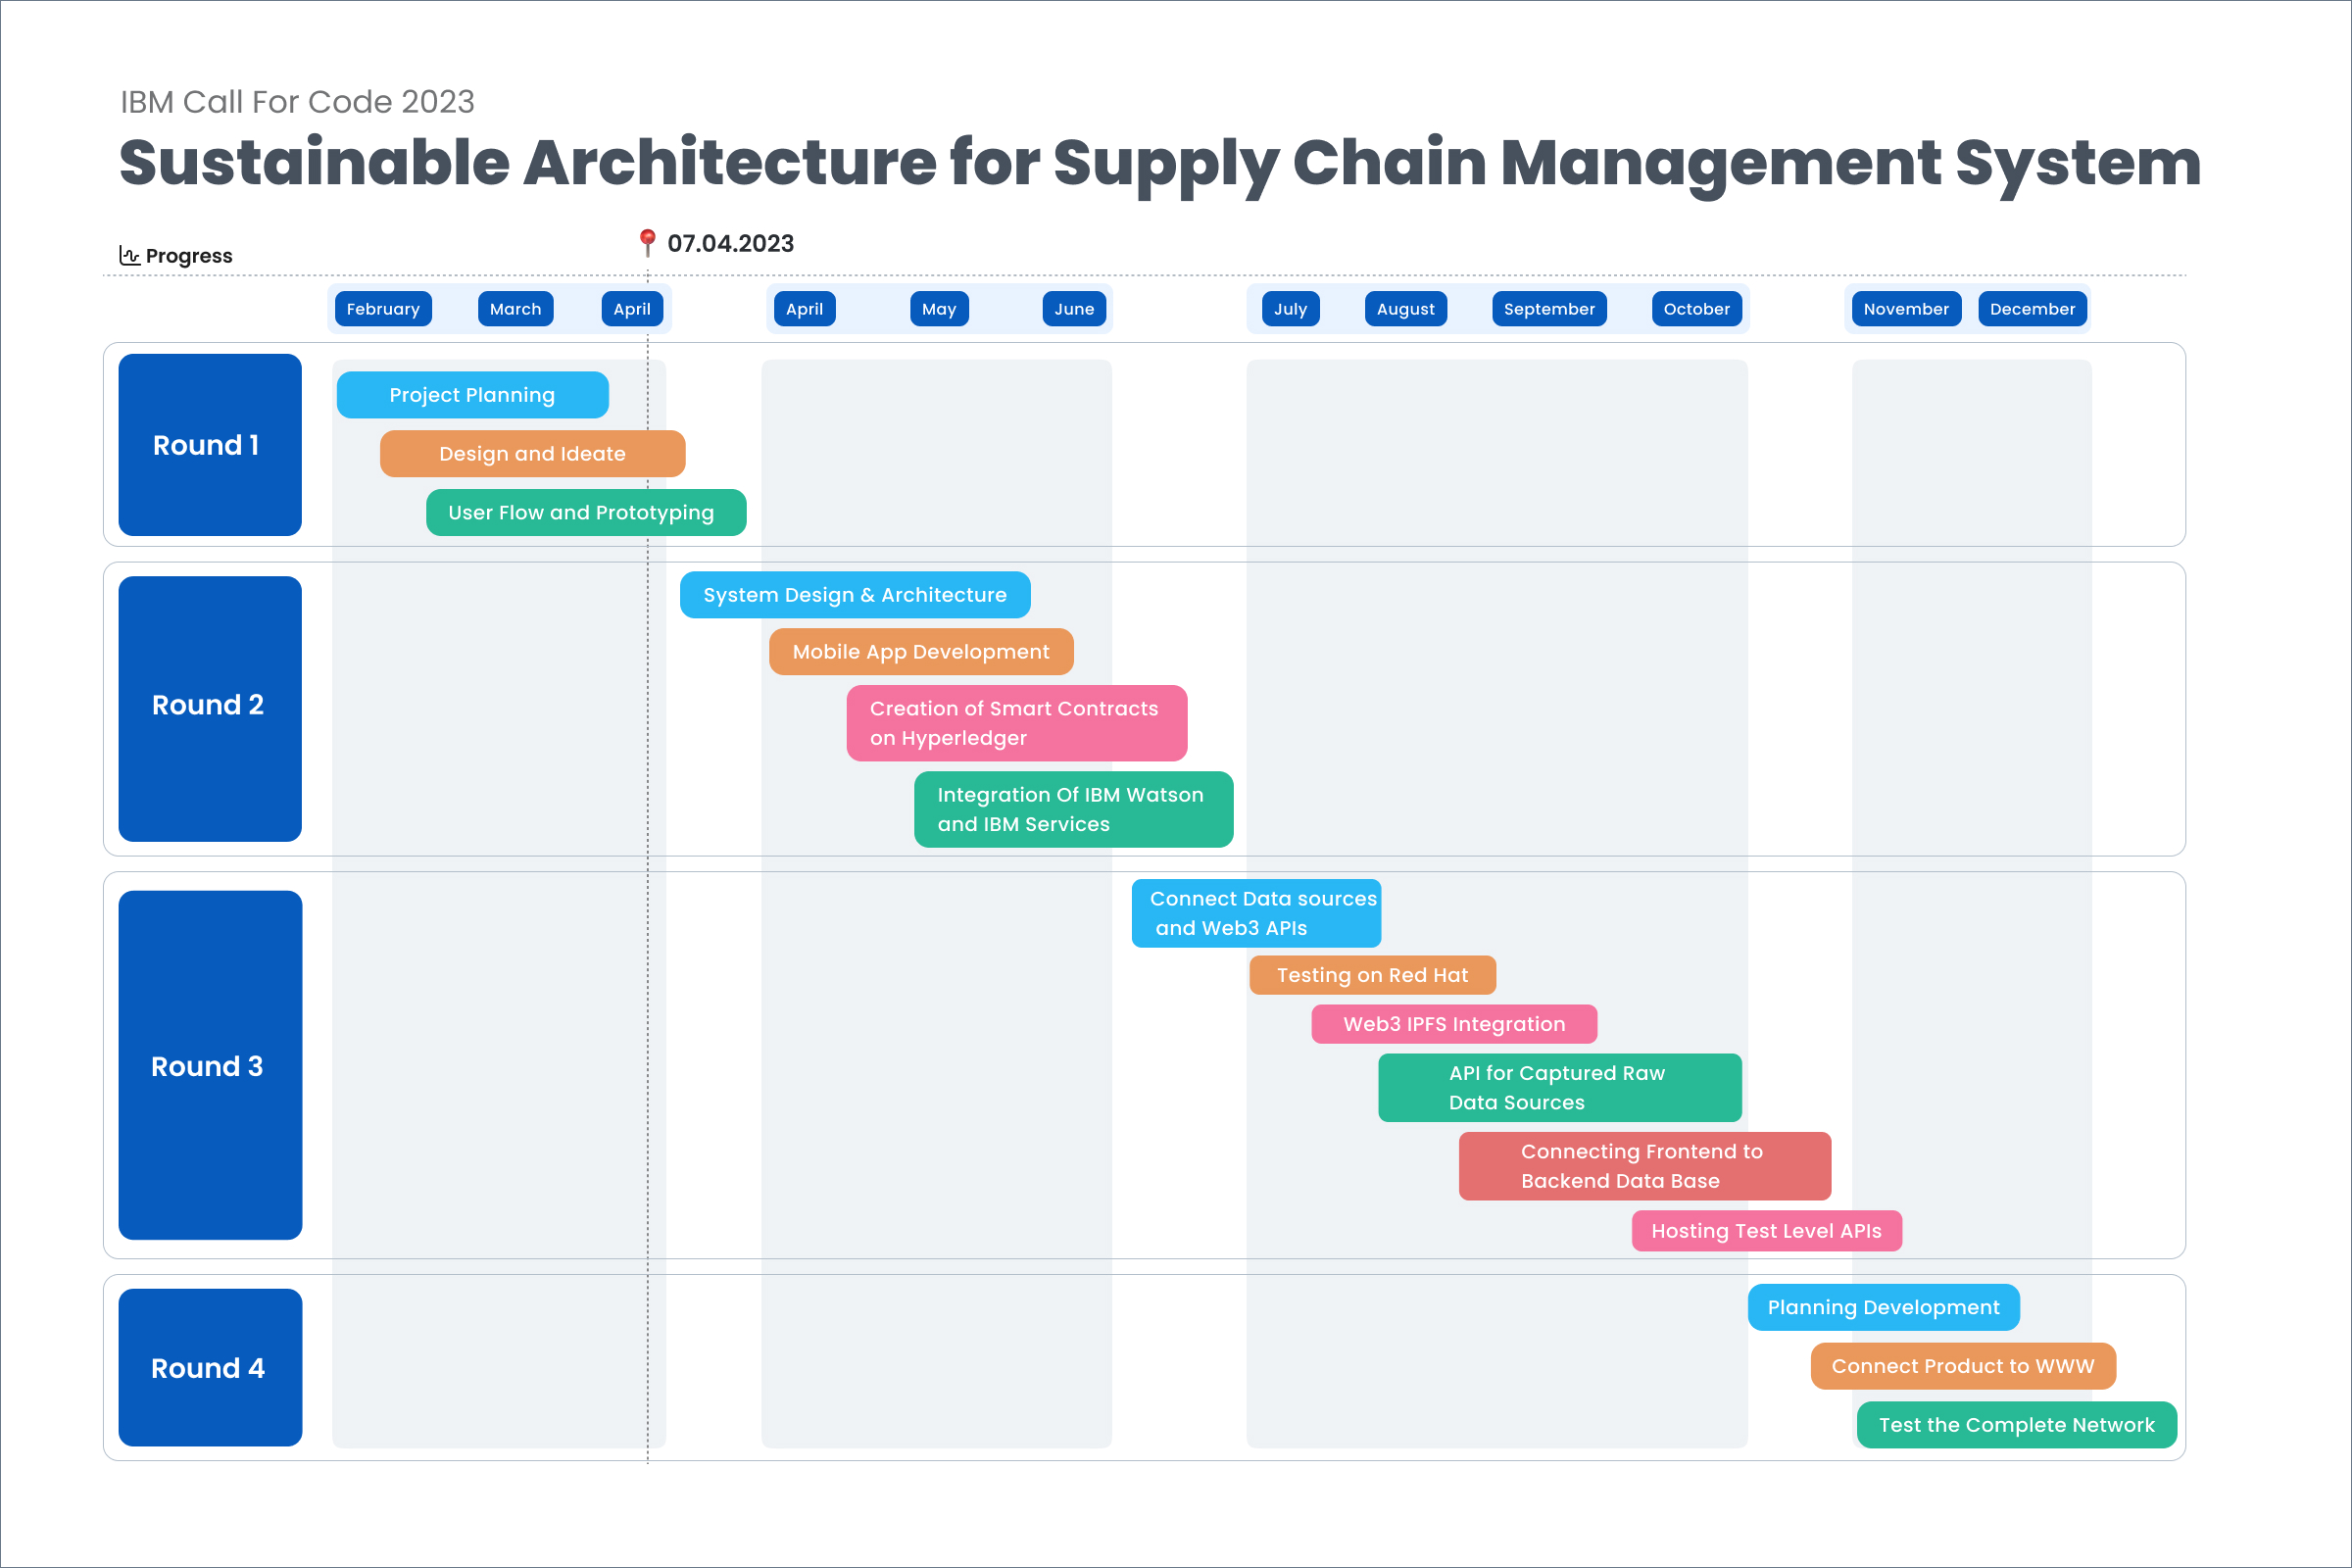 IBM Call For Code 2023
Sustainable Architecture for Supply Chain Management System
07.04.2023
Progress
February March April April May June July August September October November December
Round 1
Project Planning
Design and Ideate
User Flow and Prototyping
Round 2
System Design & Architecture
Mobile App Development
Creation of Smart Contracts
on Hyperledger
Integration Of IBM Watson
and IBM Services
Round 3
Connect Data sources
and Web3 APIs
Testing on Red Hat
Web3 IPFS Integration
API for Captured Raw
Data Sources
Connecting Frontend to
Backend Data Base
Hosting Test Level APIs
Round 4
Planning Development
Connect Product to WWW
Test the Complete Network